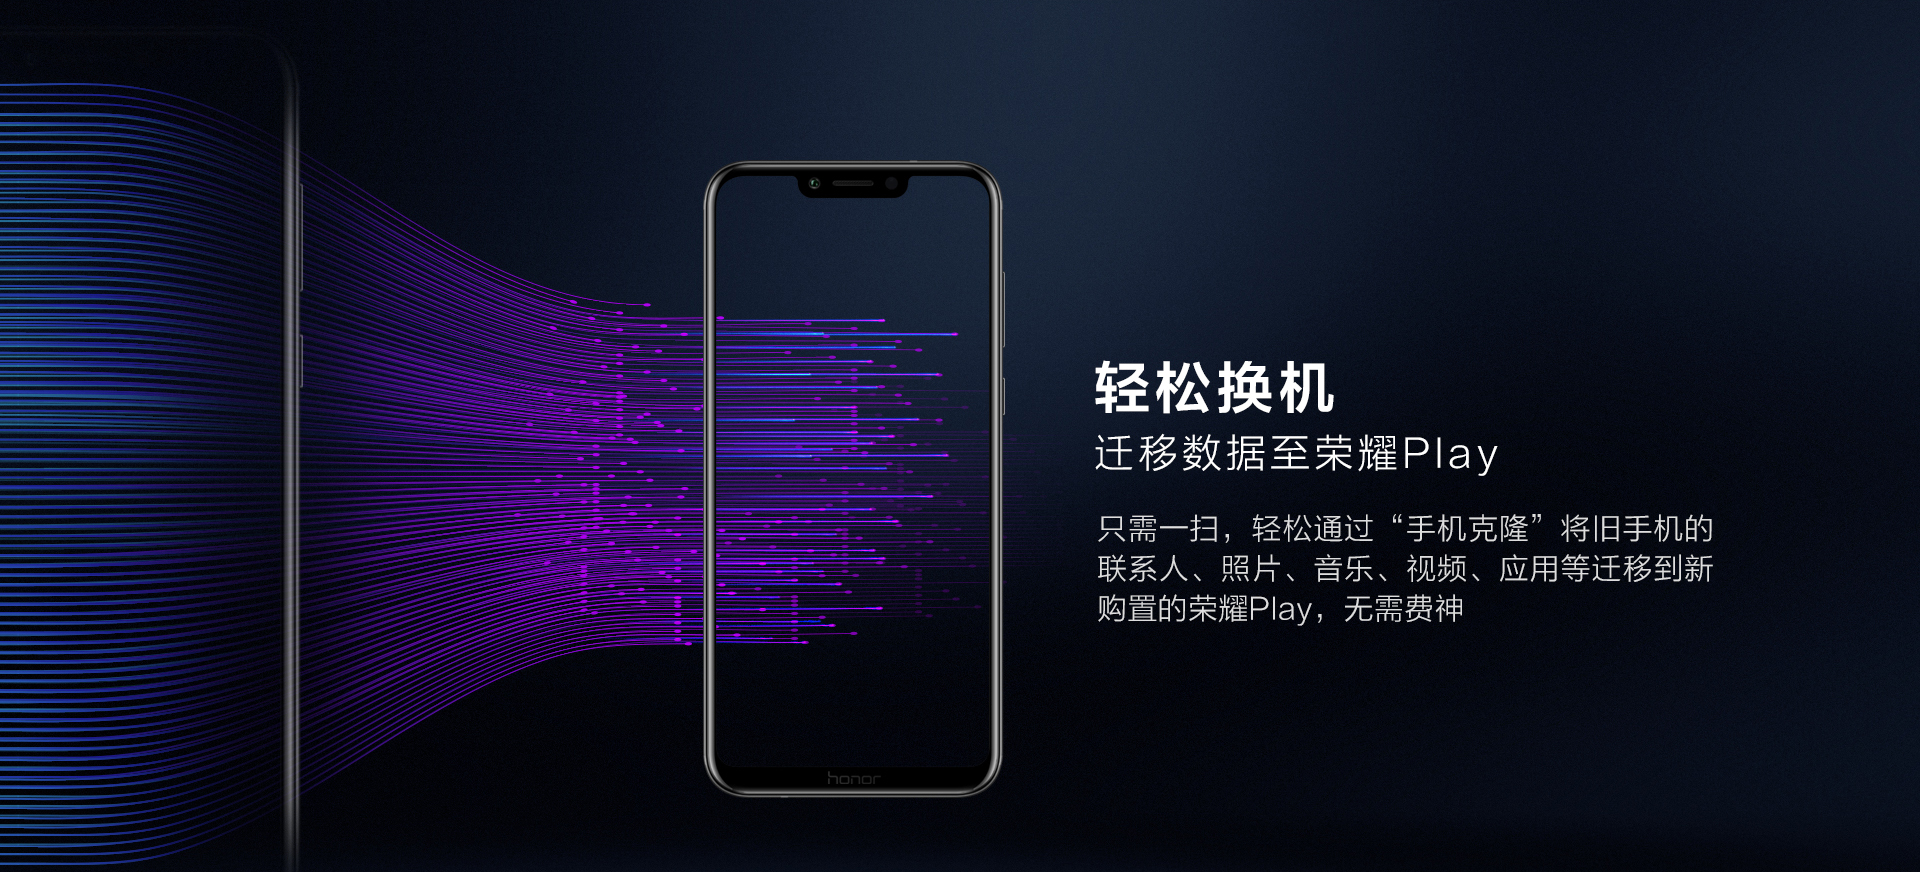 轻松换机
迁移数据至荣耀Play
只需一扫，轻松通过“手机克隆”将旧手机的
联系人、照片、音乐、视频、应用等迁移到新
购置的荣耀Play，无需费神
honor